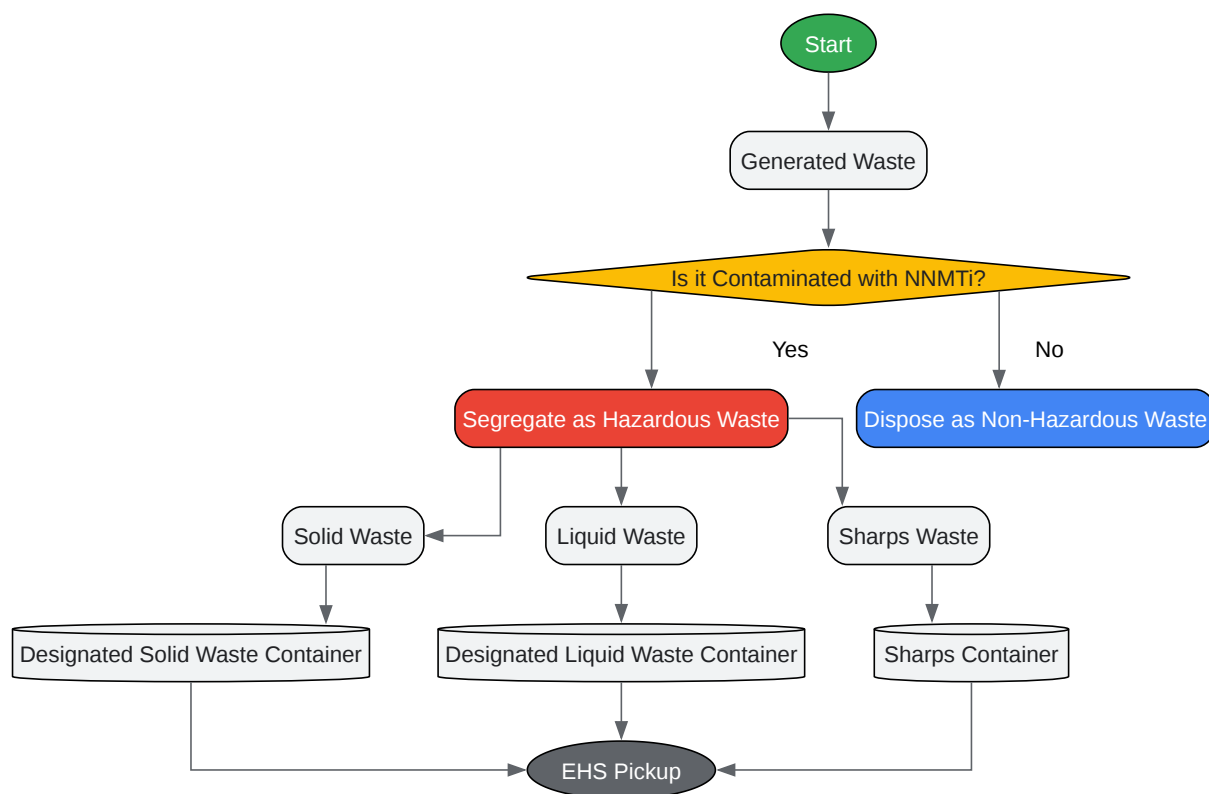 Start
Generated Waste
Is it Contaminated with NNMTi?
Yes
No
Segregate as Hazardous Waste
Dispose as Non-Hazardous Waste
Solid Waste
Liquid Waste
Sharps Waste
Designated Solid Waste Container
Designated Liquid Waste Container
Sharps Container
EHS Pickup